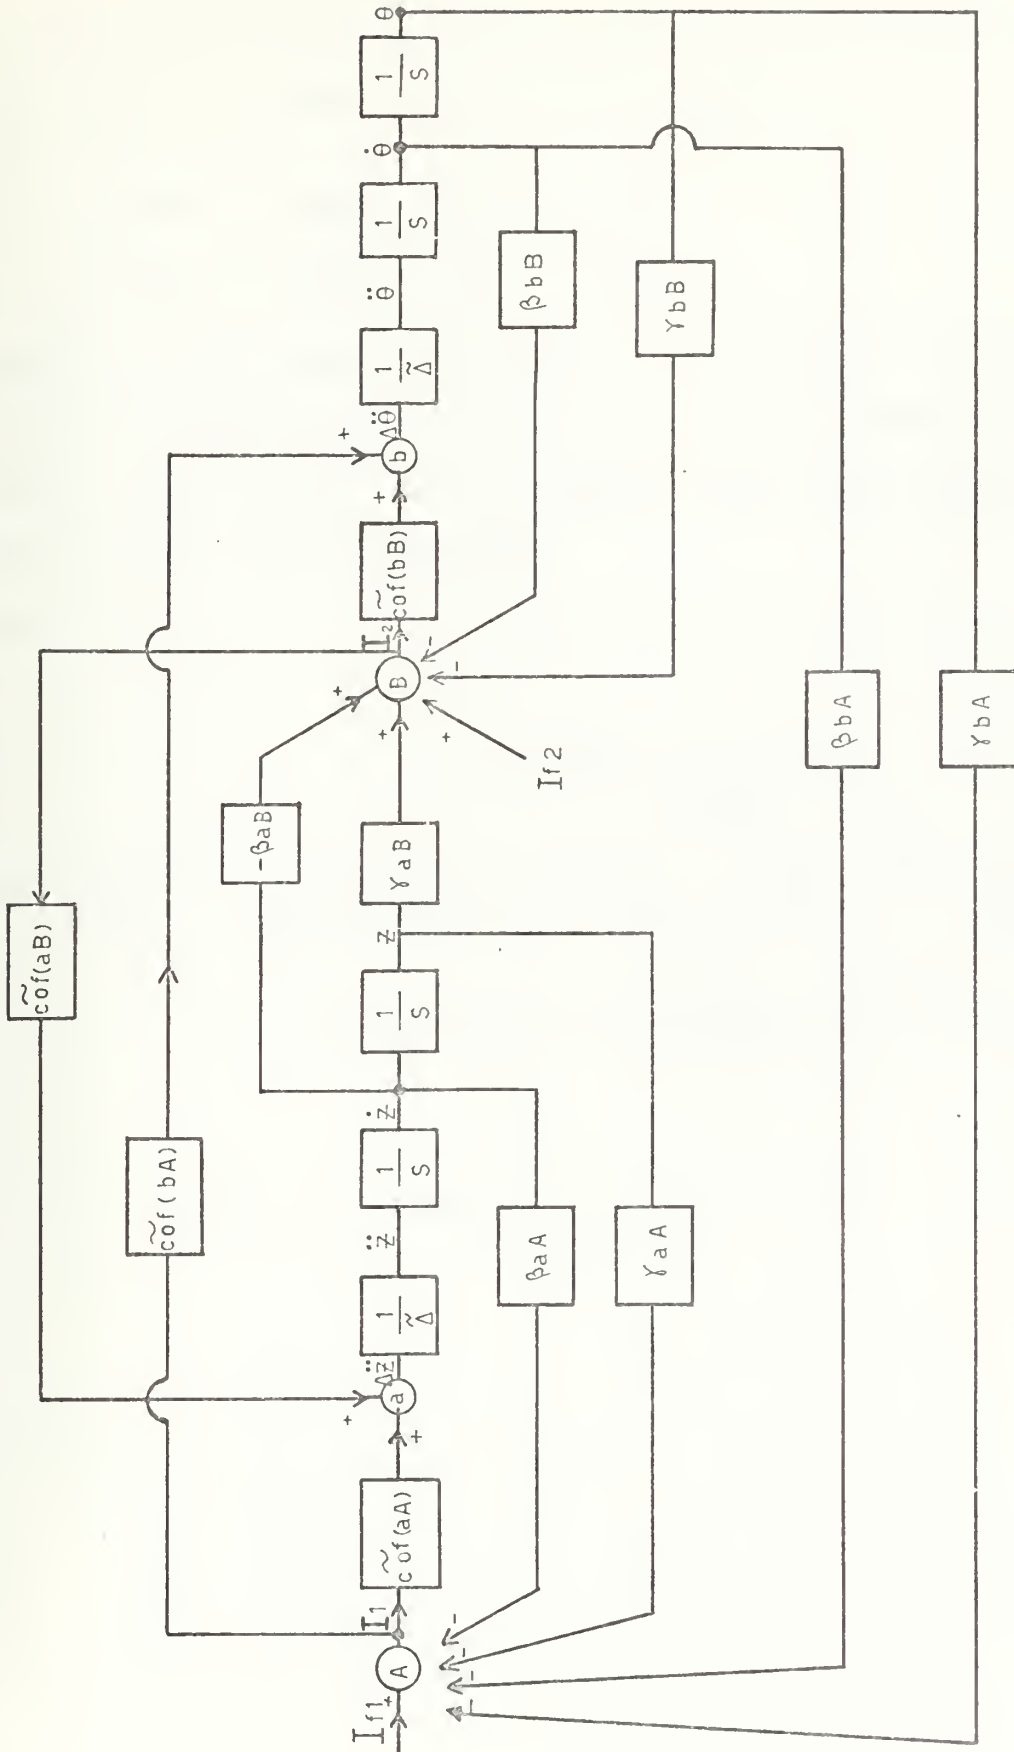 I f1
+
A
-
-
-
-
I1
c̃of(aA)
+
+
a
Δz̈
1
Δ̃
z̈
1
S
ż
1
S
z
γaB
+
-βaB
+
If2
+
B
-
-
I2
c̃of(bB)
+
+
b
Δθ̈
1
Δ̃
θ̈
1
S
θ̇
1
S
θ
c̃of(aB)
c̃of(bA)
βaA
γaA
βbB
γbB
βbA
γbA